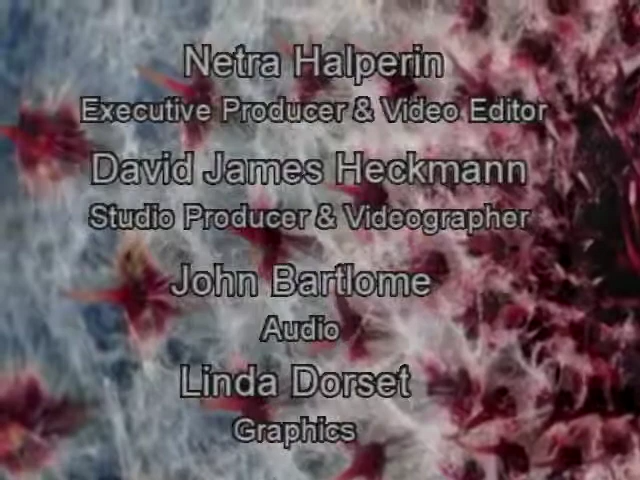 Netra Halperin
Executive Producer & Video Editor
David James Heckmann
Studio Producer & Videographer
John Bartlome
Audio
Linda Dorset
Graphics